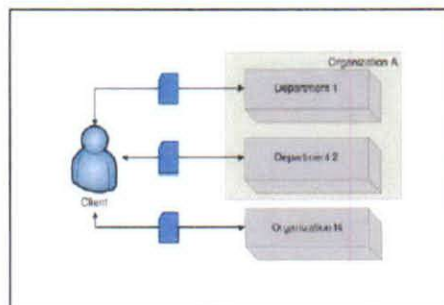 Organization A
Department 1
Department 2
Client
Organization N